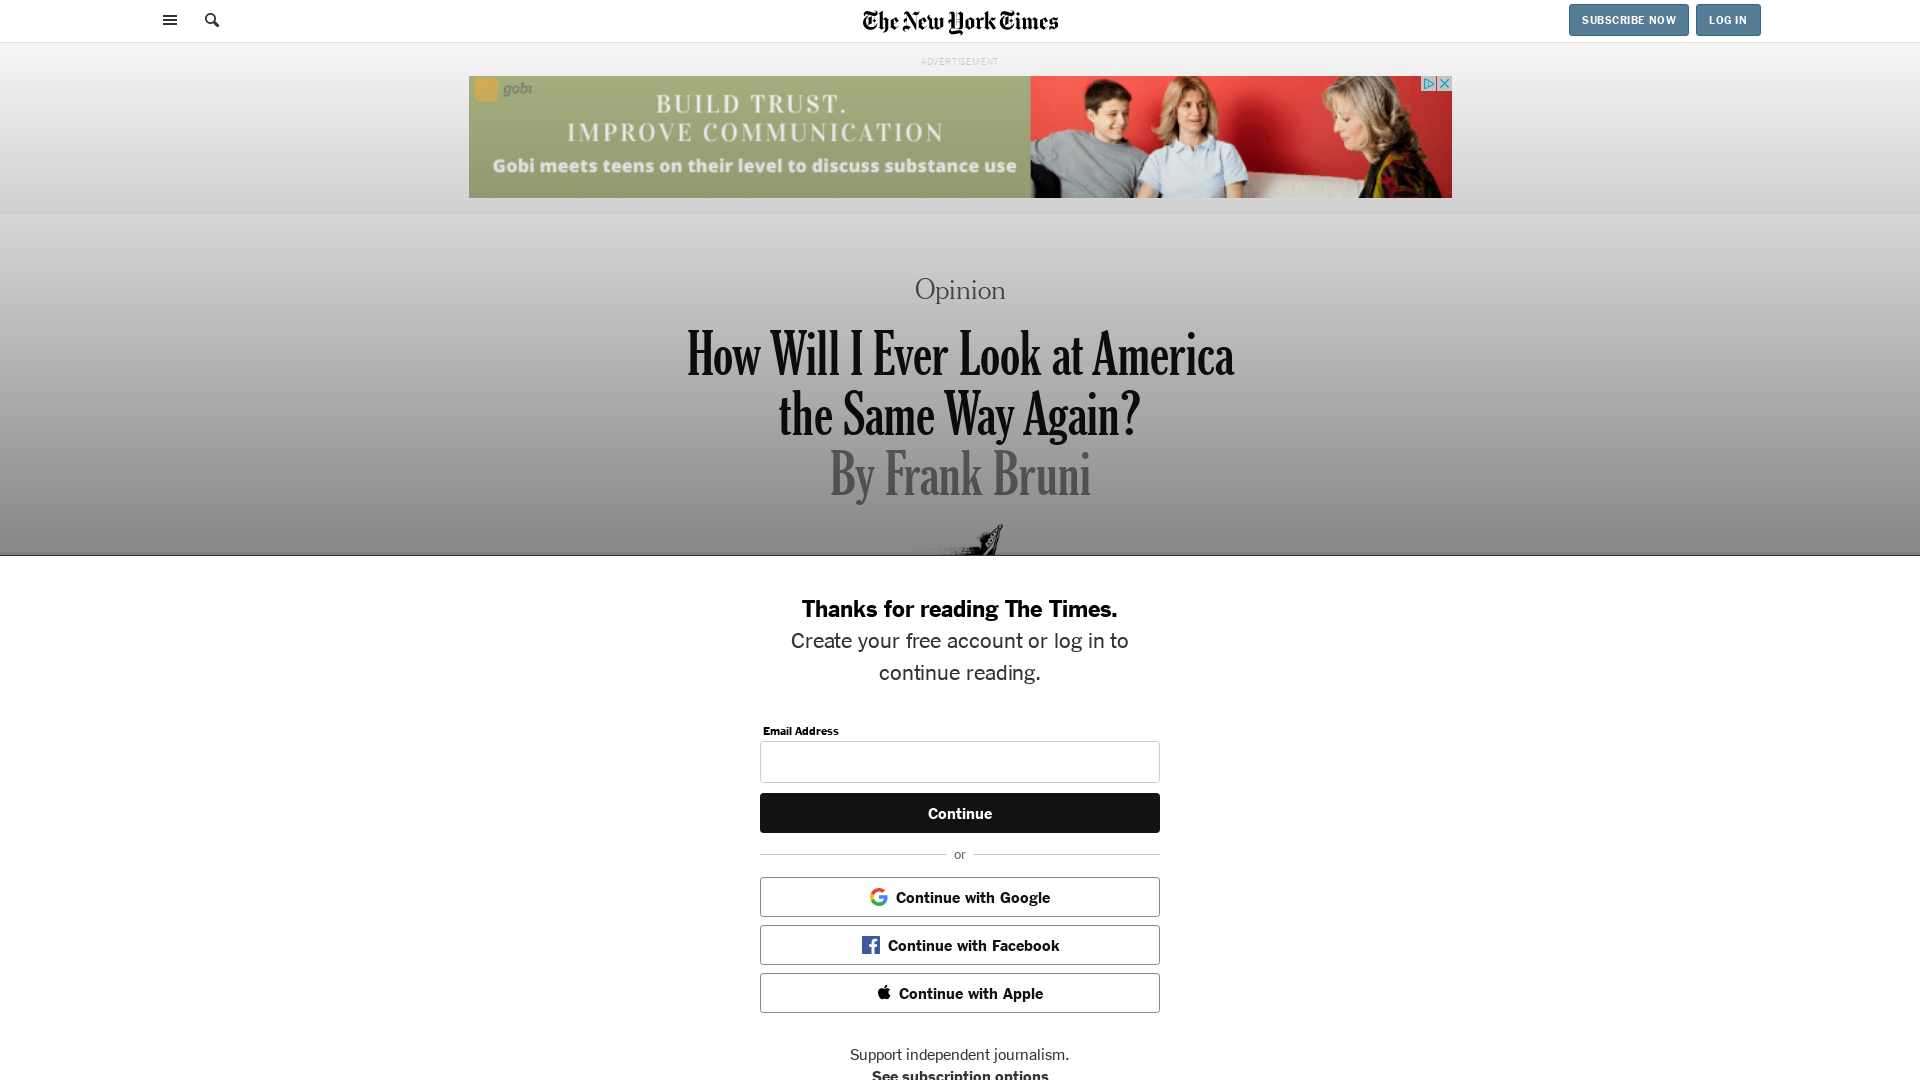 The New York Times
SUBSCRIBE NOW
LOG IN
ADVERTISEMENT
gobi
BUILD TRUST.
IMPROVE COMMUNICATION
Gobi meets teens on their level to discuss substance use
Opinion
How Will I Ever Look at America
the Same Way Again?
By Frank Bruni
Thanks for reading The Times.
Create your free account or log in to
continue reading.
Email Address
Continue
or
Continue with Google
Continue with Facebook
Continue with Apple
Support independent journalism.
See subscription options